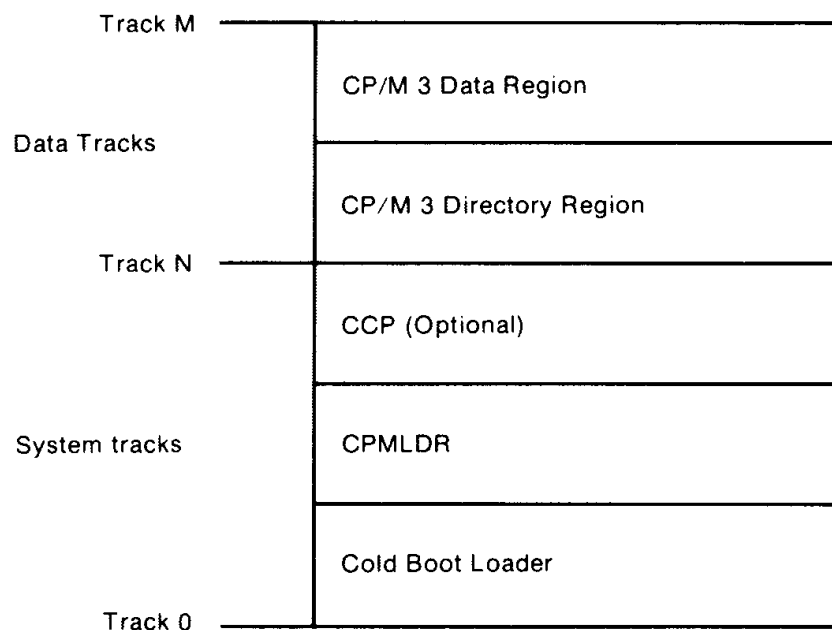 Track M
CP/M 3 Data Region
Data Tracks
CP/M 3 Directory Region
Track N
CCP (Optional)
System tracks
CPMLDR
Cold Boot Loader
Track 0